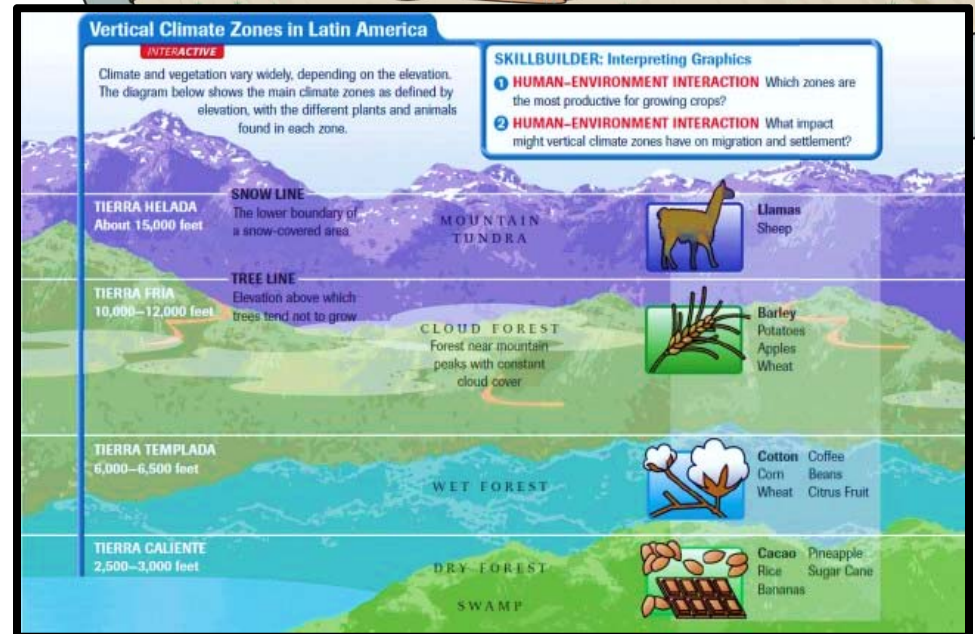 Vertical Climate Zones in Latin America
INTERACTIVE
Climate and vegetation vary widely, depending on the elevation.
The diagram below shows the main climate zones as defined by
elevation, with the different plants and animals
found in each zone.
SKILLBUILDER: Interpreting Graphics
1 HUMAN–ENVIRONMENT INTERACTION Which zones are
the most productive for growing crops?
2 HUMAN–ENVIRONMENT INTERACTION What impact
might vertical climate zones have on migration and settlement?
TIERRA HELADA
About 15,000 feet
SNOW LINE
The lower boundary of
a snow-covered area
MOUNTAIN
TUNDRA
Llamas
Sheep
TIERRA FRÍA
10,000–12,000 feet
TREE LINE
Elevation above which
trees tend not to grow
CLOUD FOREST
Forest near mountain
peaks with constant
cloud cover
Barley
Potatoes
Apples
Wheat
TIERRA TEMPLADA
6,000–6,500 feet
WET FOREST
Cotton Coffee
Corn Beans
Wheat Citrus Fruit
TIERRA CALIENTE
2,500–3,000 feet
DRY FOREST
SWAMP
Cacao Pineapple
Rice Sugar Cane
Bananas